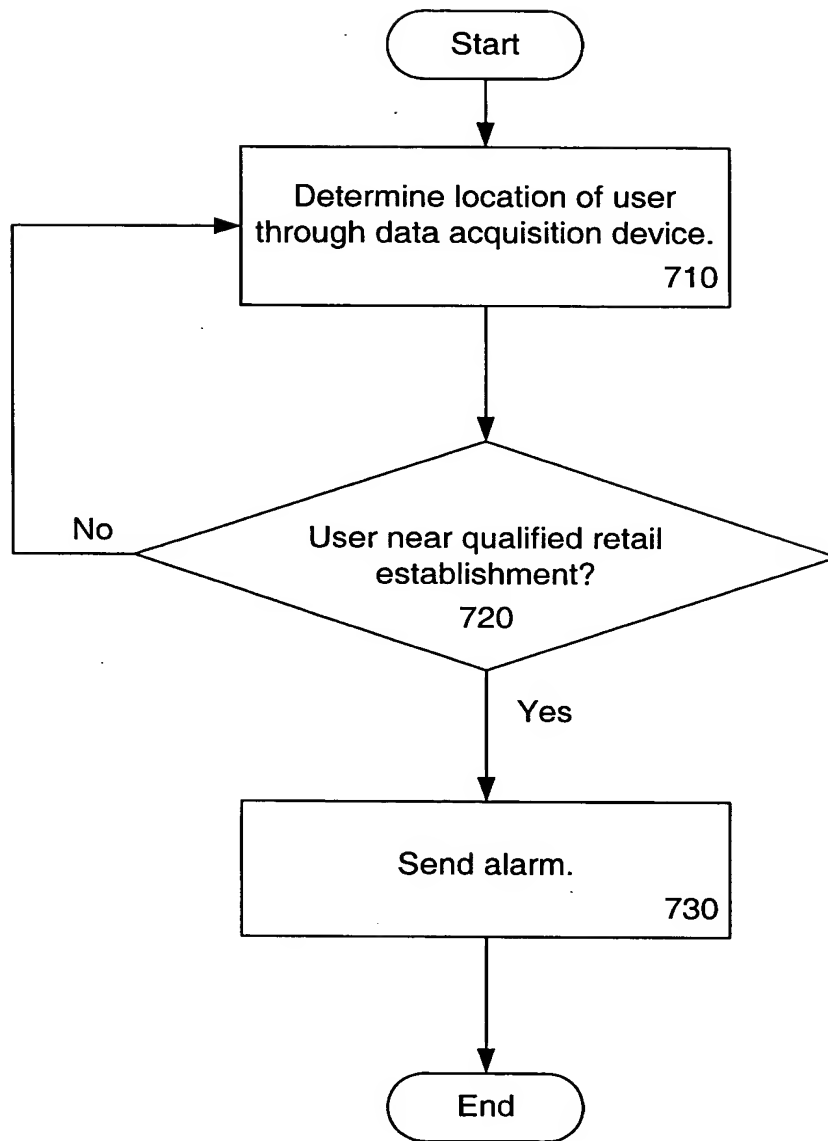 Start
Determine location of user
through data acquisition device.
710
No
User near qualified retail
establishment?
720
Yes
Send alarm.
730
End